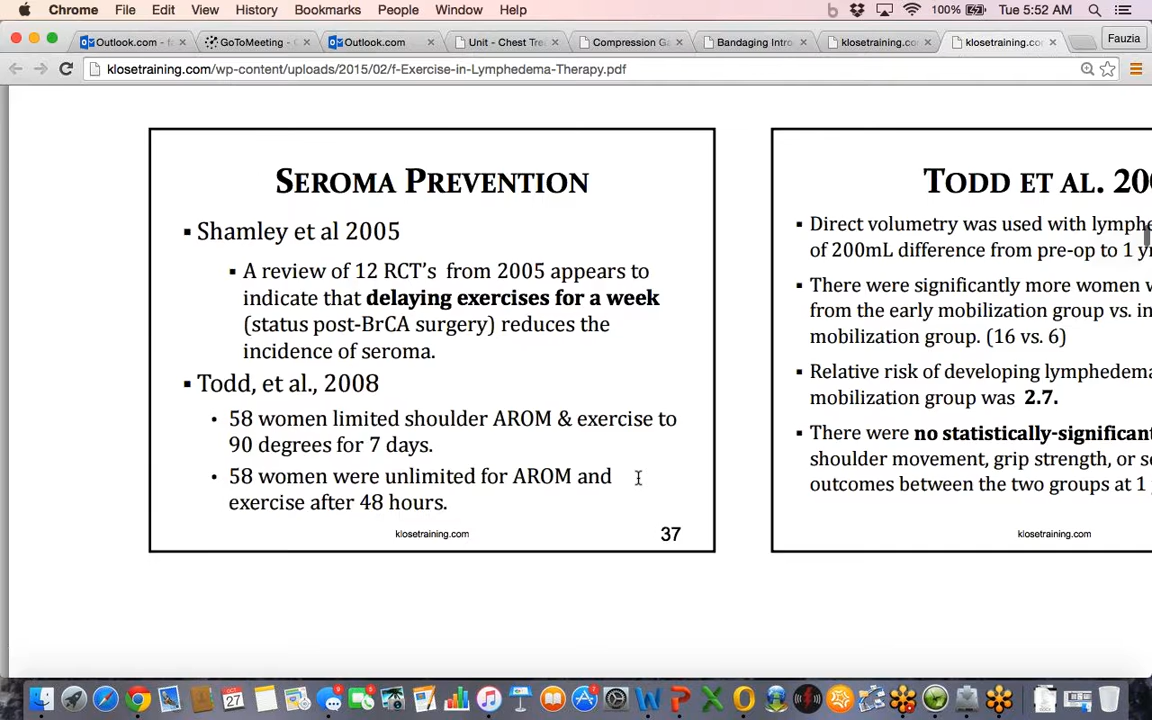 Chrome File Edit View History Bookmarks People Window Help 100% Tue 5:52 AM
Outlook.com - fa GoToMeeting - C Outlook.com Unit - Chest Tre Compression Ga Bandaging Intro klosetraining.com klosetraining.co Fauzia
klosetraining.com/wp-content/uploads/2015/02/f-Exercise-in-Lymphedema-Therapy.pdf
SEROMA PREVENTION
▪ Shamley et al 2005
▪ A review of 12 RCT's from 2005 appears to
indicate that delaying exercises for a week
(status post-BrCA surgery) reduces the
incidence of seroma.
▪ Todd, et al., 2008
• 58 women limited shoulder AROM & exercise to
90 degrees for 7 days.
• 58 women were unlimited for AROM and
exercise after 48 hours.
klosetraining.com 37
TODD ET AL. 20
▪ Direct volumetry was used with lymphe
of 200mL difference from pre-op to 1 y
▪ There were significantly more women w
from the early mobilization group vs. in
mobilization group. (16 vs. 6)
▪ Relative risk of developing lymphedema
mobilization group was 2.7.
▪ There were no statistically-significant
shoulder movement, grip strength, or s
outcomes between the two groups at 1
klosetraining.com